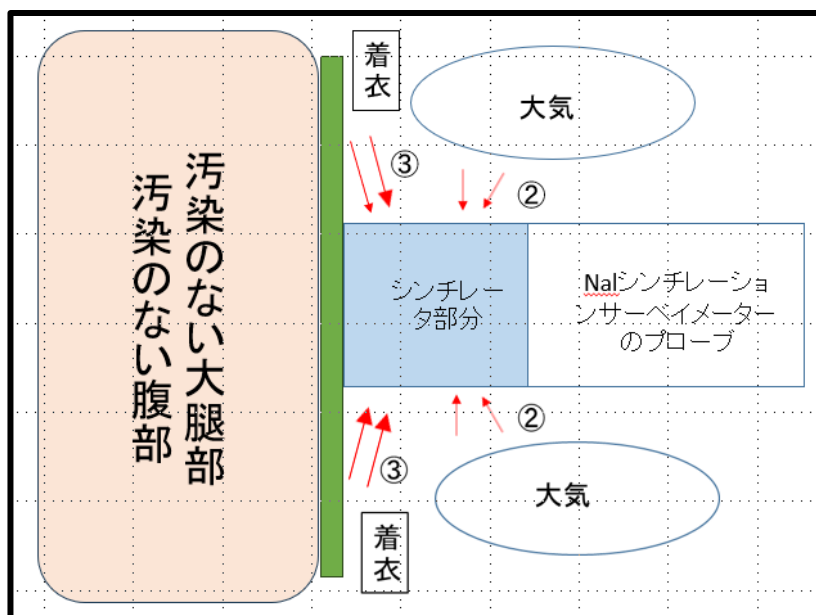 着衣
大気
③
②
汚染のない大腿部
汚染のない腹部
シンチレー
タ部分
NaIシンチレーショ
ンサーベイメーター
のプローブ
②
③
大気
着衣